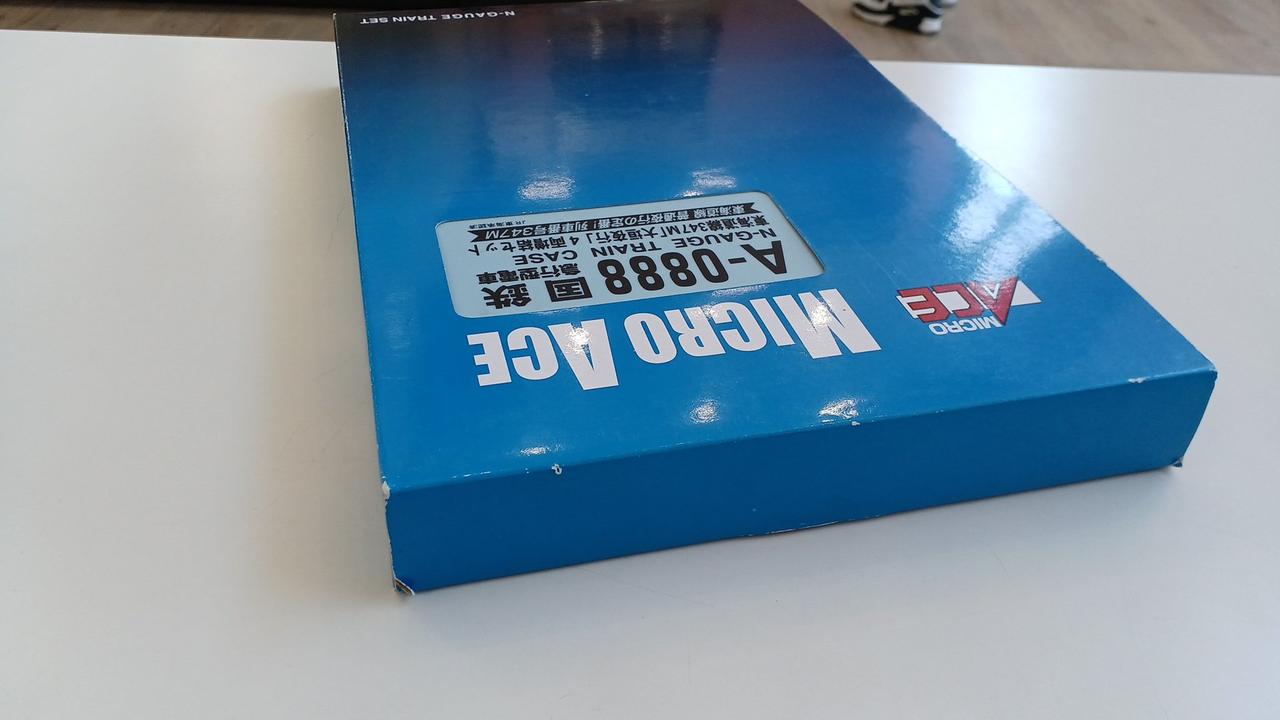 MICRO
ACE
MICRO ACE
A-0888 国鉄 急行型電車
N-GAUGE TRAIN CASE
東海道線347M「大垣夜行」4両増結セット
東海道線 普通夜行の定番! 列車番号347M
JR東海承認済
N-GAUGE TRAIN SET